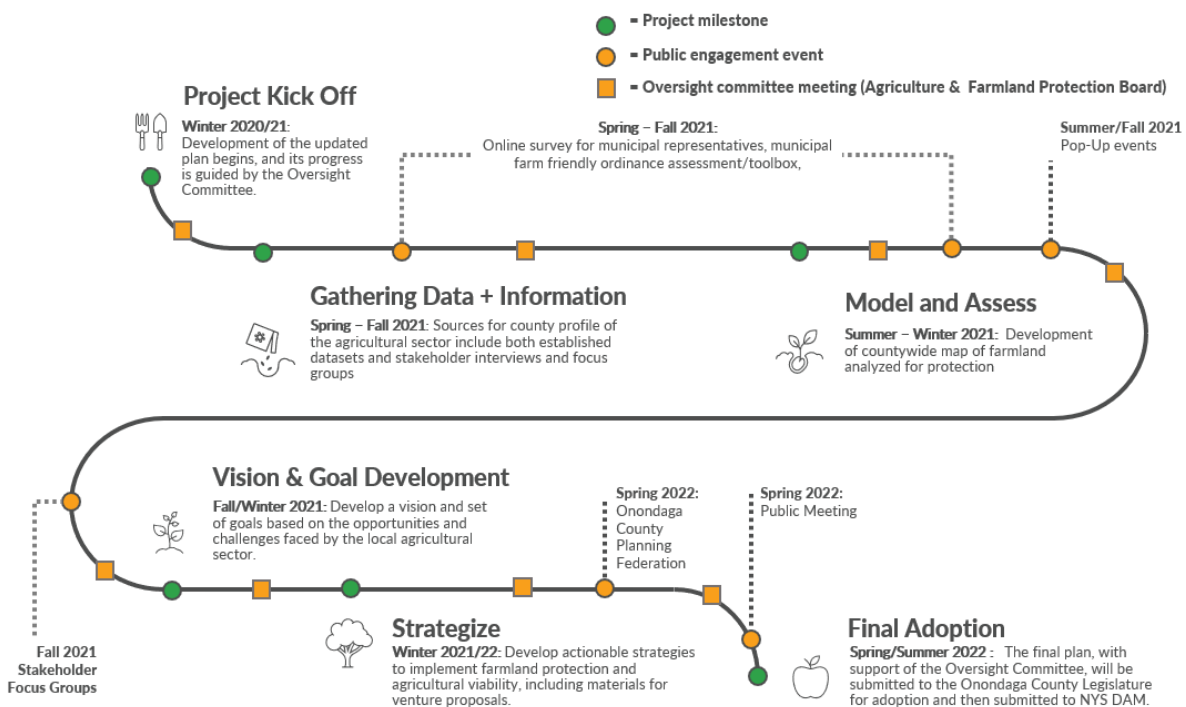 = Project milestone
= Public engagement event
= Oversight committee meeting (Agriculture & Farmland Protection Board)
Project Kick Off
Winter 2020/21:
Development of the updated
plan begins, and its progress
is guided by the Oversight
Committee.
Spring – Fall 2021:
Online survey for municipal representatives, municipal
farm friendly ordinance assessment/toolbox,
Summer/Fall 2021
Pop-Up events
Gathering Data + Information
Spring – Fall 2021: Sources for county profile of
the agricultural sector include both established
datasets and stakeholder interviews and focus
groups
Model and Assess
Summer – Winter 2021: Development
of countywide map of farmland
analyzed for protection
Vision & Goal Development
Fall/Winter 2021: Develop a vision and set
of goals based on the opportunities and
challenges faced by the local agricultural
sector.
Spring 2022:
Onondaga
County
Planning
Federation
Spring 2022:
Public Meeting
Fall 2021
Stakeholder
Focus Groups
Strategize
Winter 2021/22: Develop actionable strategies
to implement farmland protection and
agricultural viability, including materials for
venture proposals.
Final Adoption
Spring/Summer 2022 : The final plan, with
support of the Oversight Committee, will be
submitted to the Onondaga County Legislature
for adoption and then submitted to NYS DAM.